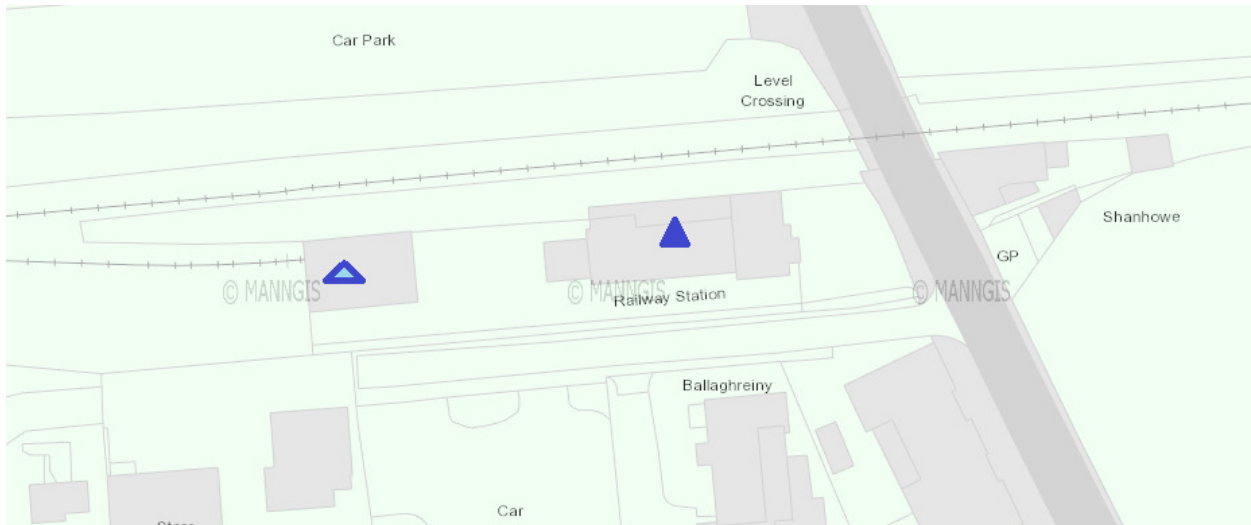 Car Park
Level
Crossing
Shanhowe
GP
© MANNGIS
© MANNGIS
© MANNGIS
Railway Station
Ballaghreiny
Car